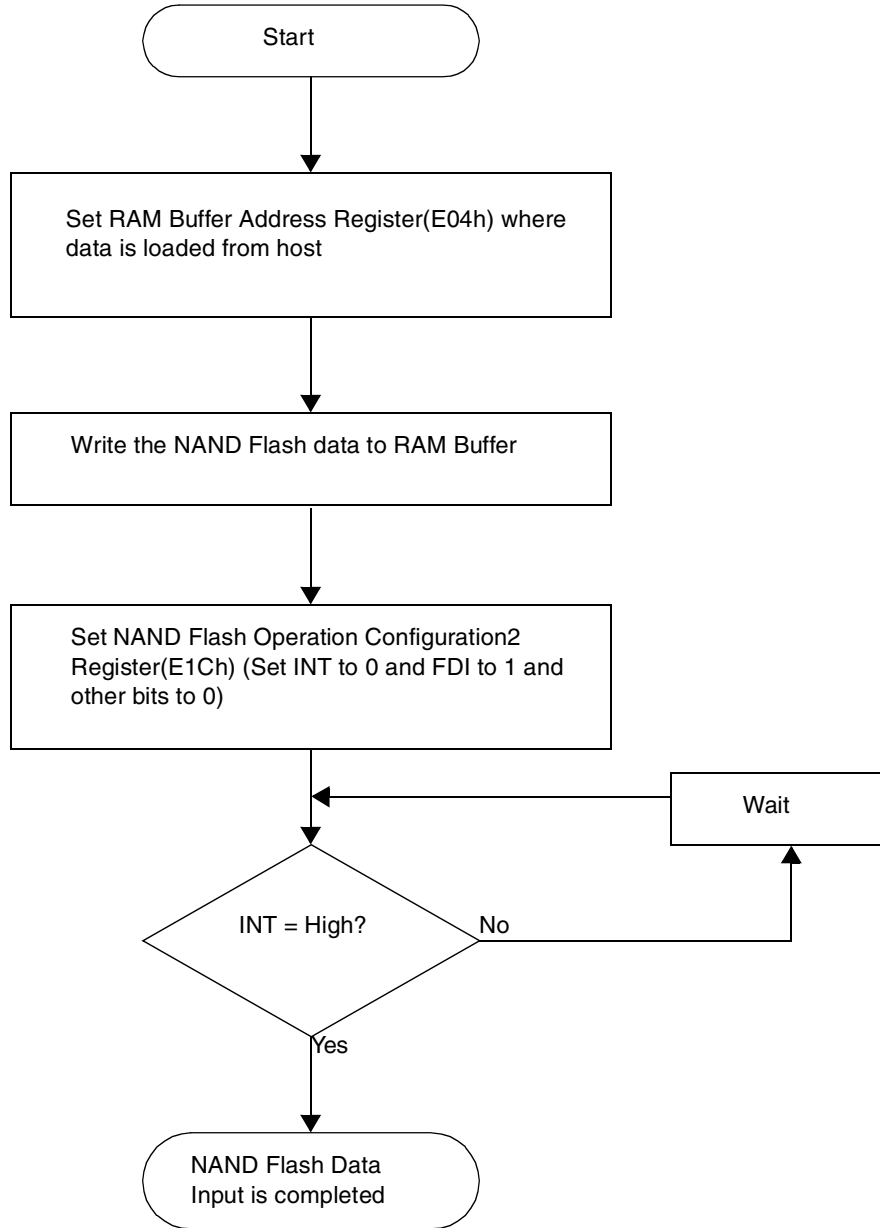 Start
Set RAM Buffer Address Register(E04h) where
data is loaded from host
Write the NAND Flash data to RAM Buffer
Set NAND Flash Operation Configuration2
Register(E1Ch) (Set INT to 0 and FDI to 1 and
other bits to 0)
Wait
INT = High?
No
Yes
NAND Flash Data
Input is completed